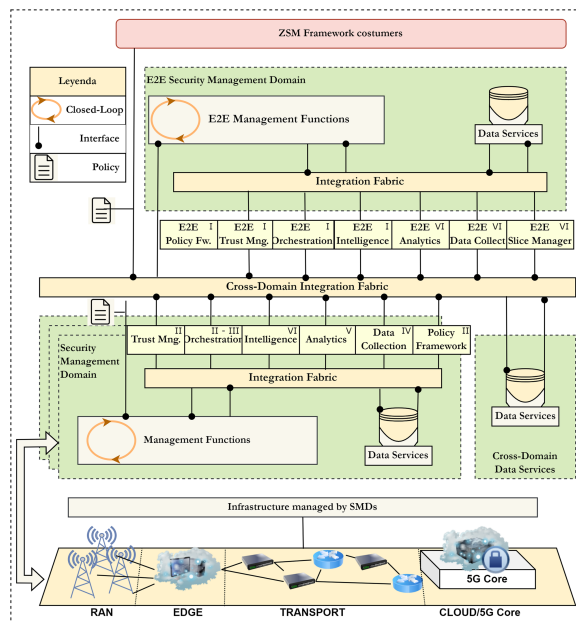 ZSM Framework costumers
Leyenda
Closed-Loop
Interface
Policy
E2E Security Management Domain
E2E Management Functions
Data Services
Integration Fabric
E2E I
Policy Fw.
E2E I
Trust Mng.
E2E I
Orchestration
E2E I
Intelligence
E2E VI
Analytics
E2E VI
Data Collect
E2E VI
Slice Manager
Cross-Domain Integration Fabric
Security
Management
Domain
II
Trust Mng.
II - III
Orchestration
VI
Intelligence
V
Analytics
Data IV
Collection
Policy II
Framework
Integration Fabric
Management Functions
Data Services
Data Services
Cross-Domain
Data Services
Infrastructure managed by SMDs
5G Core
RAN
EDGE
TRANSPORT
CLOUD/5G Core